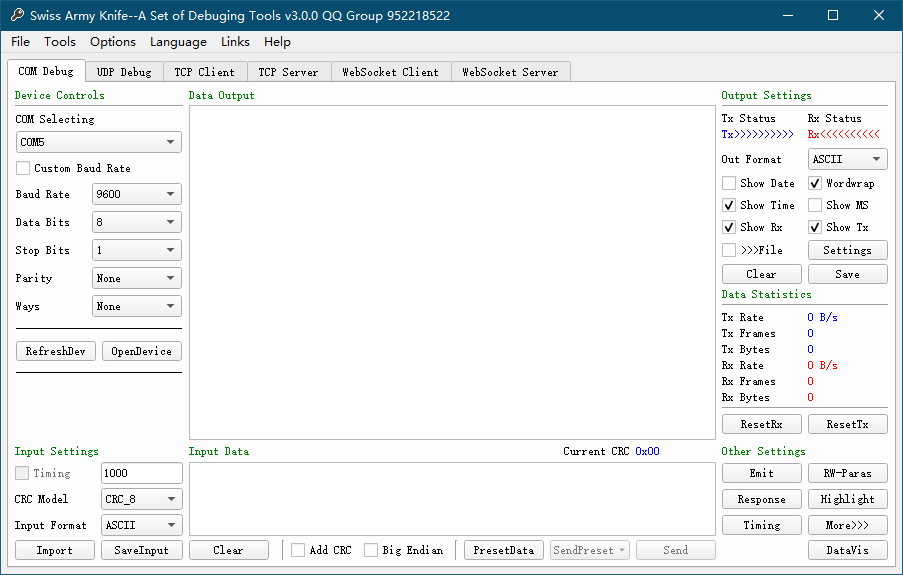 Swiss Army Knife--A Set of Debuging Tools v3.0.0 QQ Group 952218522
File Tools Options Language Links Help
COM Debug UDP Debug TCP Client TCP Server WebSocket Client WebSocket Server
Device Controls
COM Selecting
COM5
Custom Baud Rate
Baud Rate 9600
Data Bits 8
Stop Bits 1
Parity None
Ways None
RefreshDev OpenDevice
Data Output
Output Settings
Tx Status Rx Status
Tx>>>>>>>>>> Rx<<<<<<<<<<
Out Format ASCII
Show Date Wordwrap
Show Time Show MS
Show Rx Show Tx
>>>File Settings
Clear Save
Data Statistics
Tx Rate 0 B/s
Tx Frames 0
Tx Bytes 0
Rx Rate 0 B/s
Rx Frames 0
Rx Bytes 0
ResetRx ResetTx
Input Settings
Timing 1000
CRC Model CRC_8
Input Format ASCII
Import SaveInput
Input Data Current CRC 0x00
Clear Add CRC Big Endian PresetData SendPreset Send
Other Settings
Emit RW-Paras
Response Highlight
Timing More>>>
DataVis